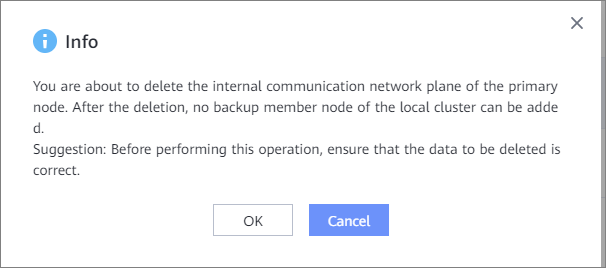 Info
You are about to delete the internal communication network plane of the primary
node. After the deletion, no backup member node of the local cluster can be adde
d.
Suggestion: Before performing this operation, ensure that the data to be deleted is
correct.
OK
Cancel